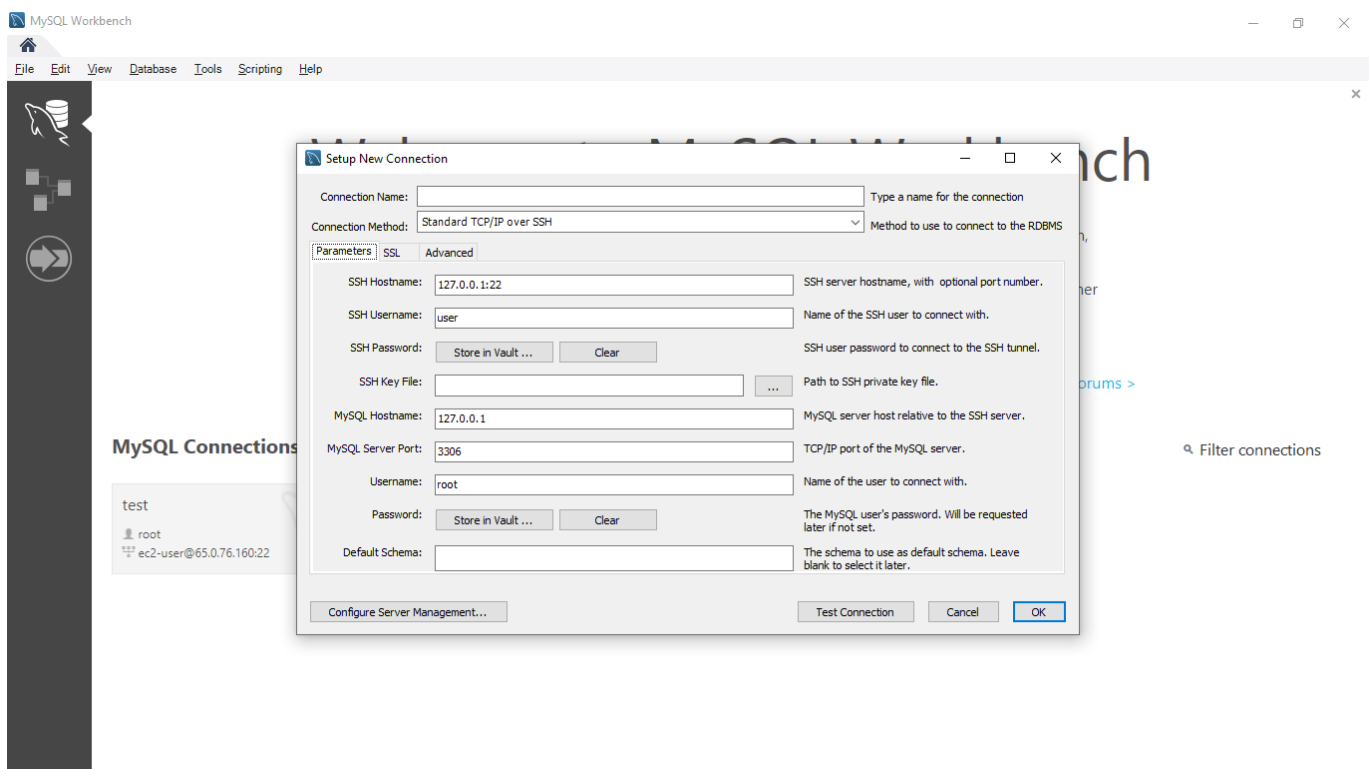 MySQL Workbench
File Edit View Database Tools Scripting Help
Setup New Connection
Connection Name: Type a name for the connection
Connection Method: Standard TCP/IP over SSH Method to use to connect to the RDBMS
Parameters SSL Advanced
SSH Hostname: 127.0.0.1:22 SSH server hostname, with optional port number.
SSH Username: user Name of the SSH user to connect with.
SSH Password: Store in Vault ... Clear SSH user password to connect to the SSH tunnel.
SSH Key File: ... Path to SSH private key file.
MySQL Hostname: 127.0.0.1 MySQL server host relative to the SSH server.
MySQL Server Port: 3306 TCP/IP port of the MySQL server.
Username: root Name of the user to connect with.
Password: Store in Vault ... Clear The MySQL user's password. Will be requested
later if not set.
Default Schema: The schema to use as default schema. Leave
blank to select it later.
Configure Server Management... Test Connection Cancel OK
MySQL Connections
Filter connections
test
root
ec2-user@65.0.76.160:22